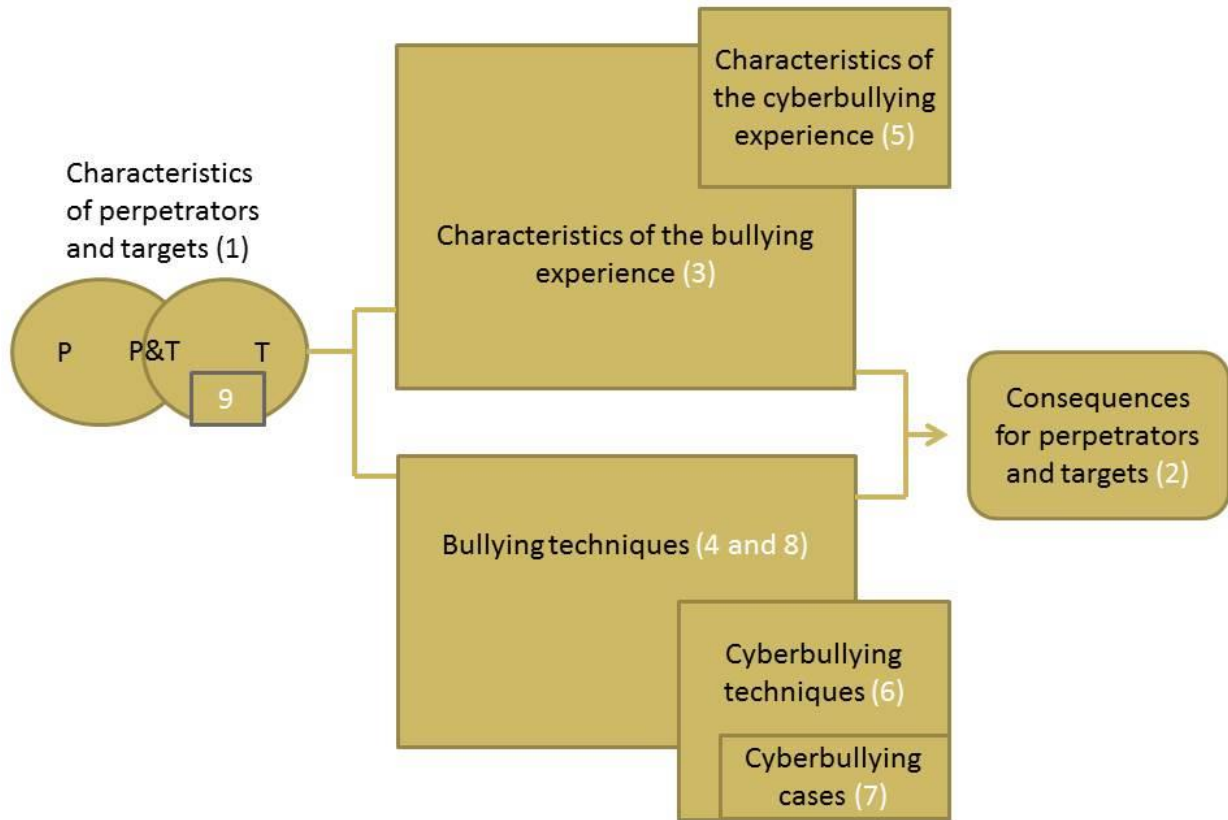 Characteristics
of perpetrators
and targets (1)
P
P&T
T
9
Characteristics of
the cyberbullying
experience (5)
Characteristics of the bullying
experience (3)
Bullying techniques (4 and 8)
Cyberbullying
techniques (6)
Cyberbullying
cases (7)
Consequences
for perpetrators
and targets (2)